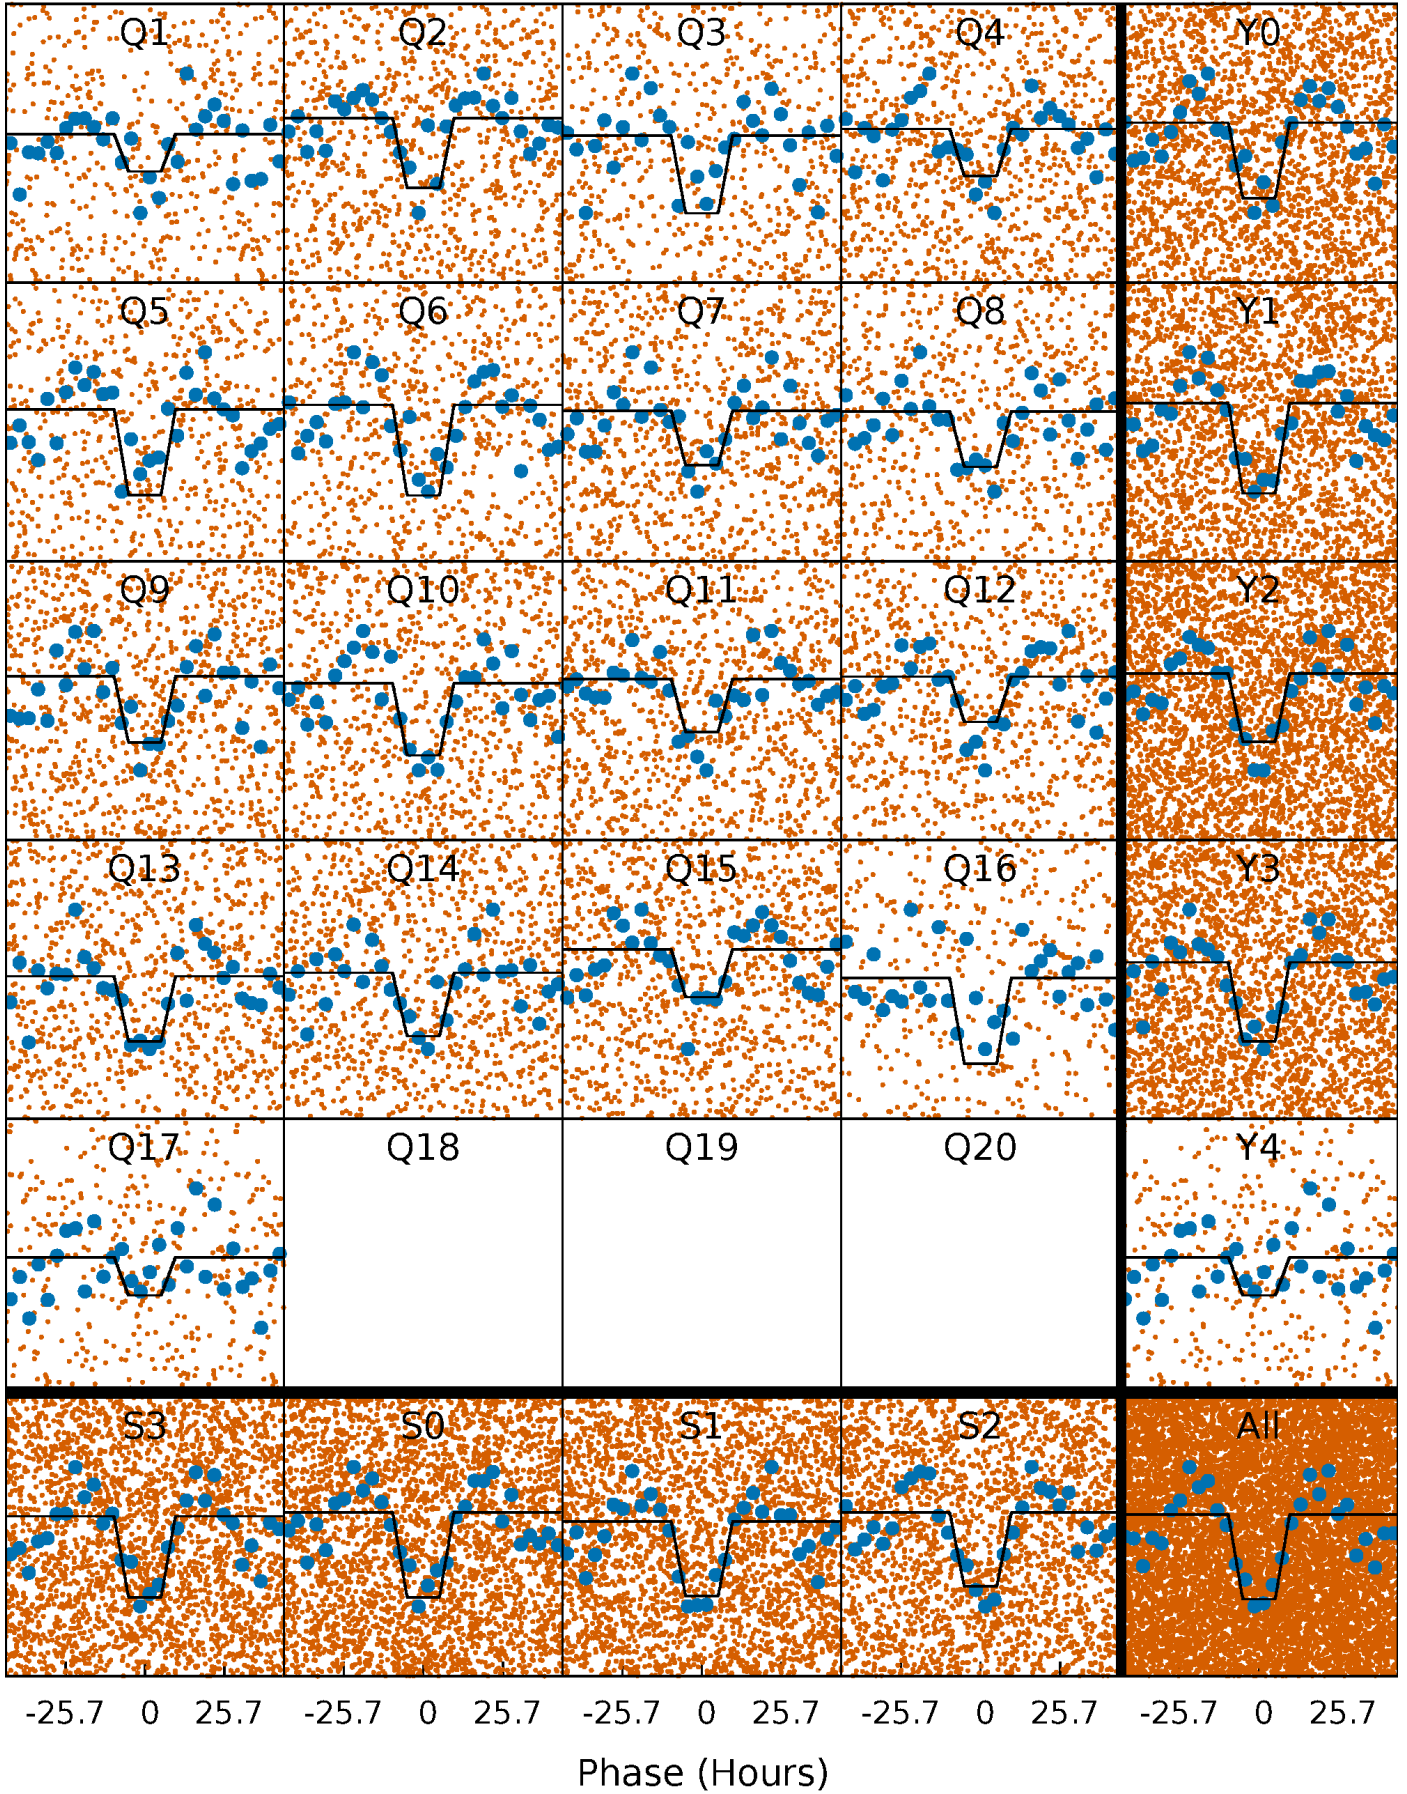 Q1 Q2 Q3 Q4 Y0
Q5 Q6 Q7 Q8 Y1
Q9 Q10 Q11 Q12 Y2
Q13 Q14 Q15 Q16 Y3
Q17 Q18 Q19 Q20 Y4
S3 S0 S1 S2 All
-25.7 0 25.7 -25.7 0 25.7 -25.7 0 25.7 -25.7 0 25.7 -25.7 0 25.7
Phase (Hours)